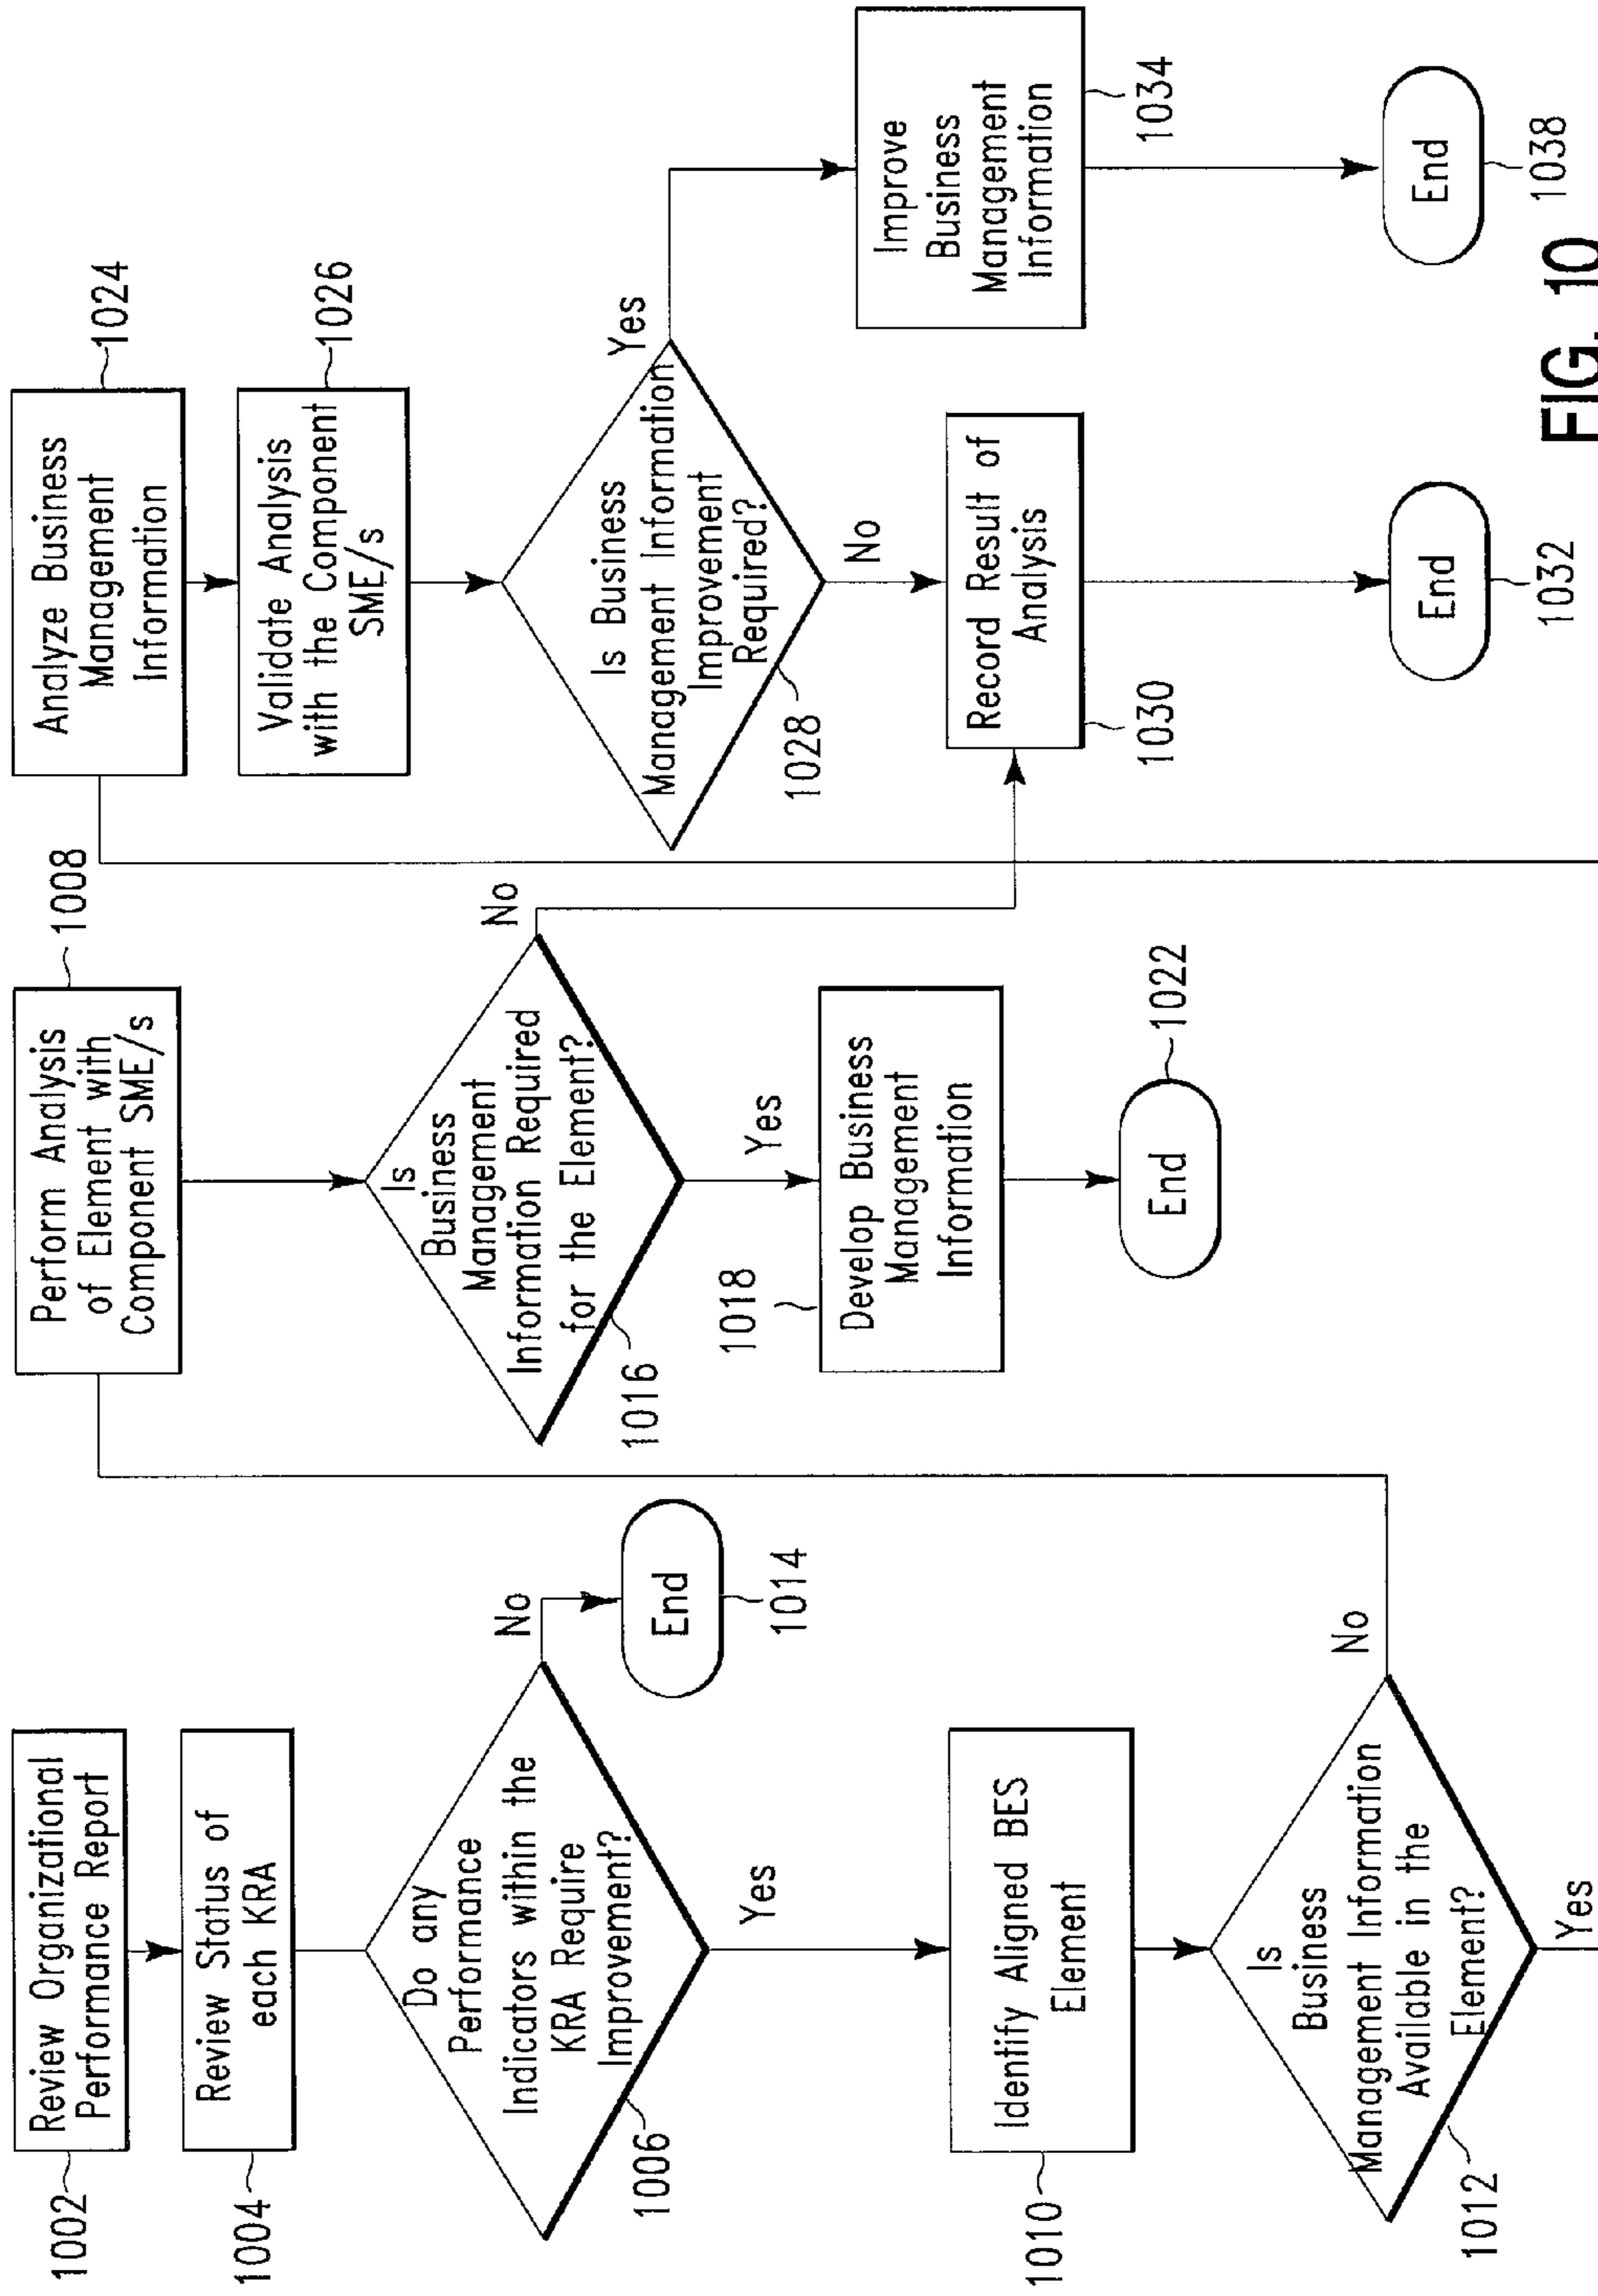 1002
Review Organizational
Performance Report
1004
Review Status of
each KRA
1006
Do any
Performance
Indicators within the
KRA Require
Improvement?
No
End
1014
Yes
1010
Identify Aligned BES
Element
1012
Is
Business
Management Information
Available in the
Element?
No
Yes
1008
Perform Analysis
of Element with
Component SME/s
1016
Is
Business
Management
Information Required
for the Element?
No
Yes
1018
Develop Business
Management
Information
End
1022
1024
Analyze Business
Management
Information
1026
Validate Analysis
with the Component
SME/s
1028
Is Business
Management Information
Improvement
Required?
Yes
No
Record Result of
Analysis
1030
End
1032
Improve
Business
Management
Information
1034
End
1038
FIG. 10